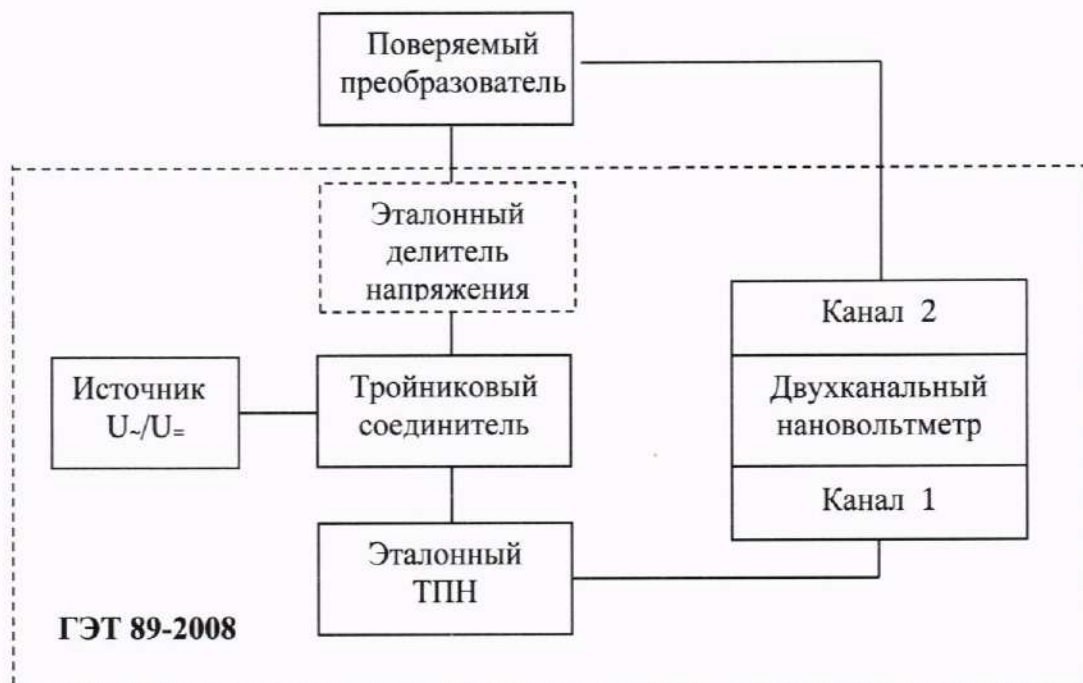 Поверяемый
преобразователь
Эталонный
делитель
напряжения
Источник
U~/U=
Тройниковый
соединитель
Эталонный
ТПН
Канал 2
Двухканальный
нановольтметр
Канал 1
ГЭТ 89-2008